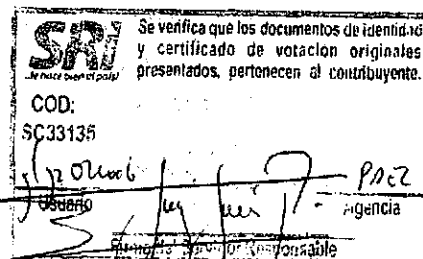 SRi
Se verifica que los documentos de identidad
y certificado de votación originales
...le hace bien al país!
presentados, pertenecen al contribuyente.
COD:
SC33135
Usuario
Agencia
Firma del Servidor Responsable